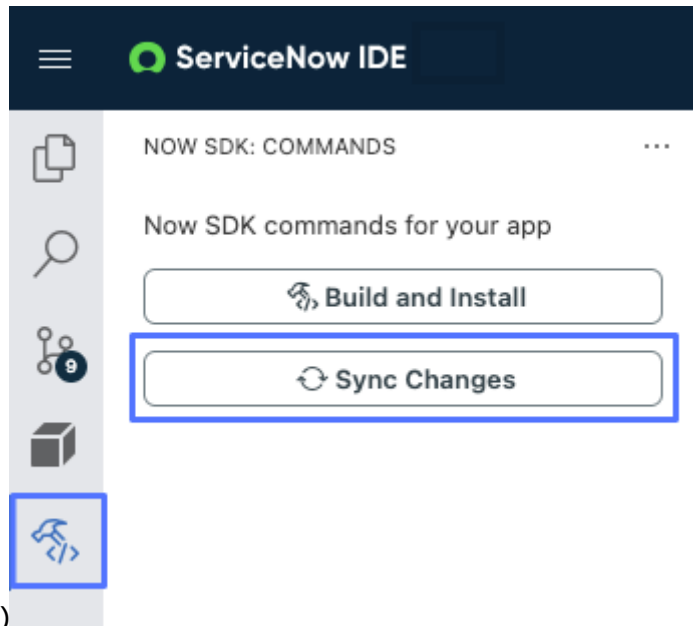 ServiceNow IDE
NOW SDK: COMMANDS
...
Now SDK commands for your app
Build and Install
Sync Changes
9
</>
)